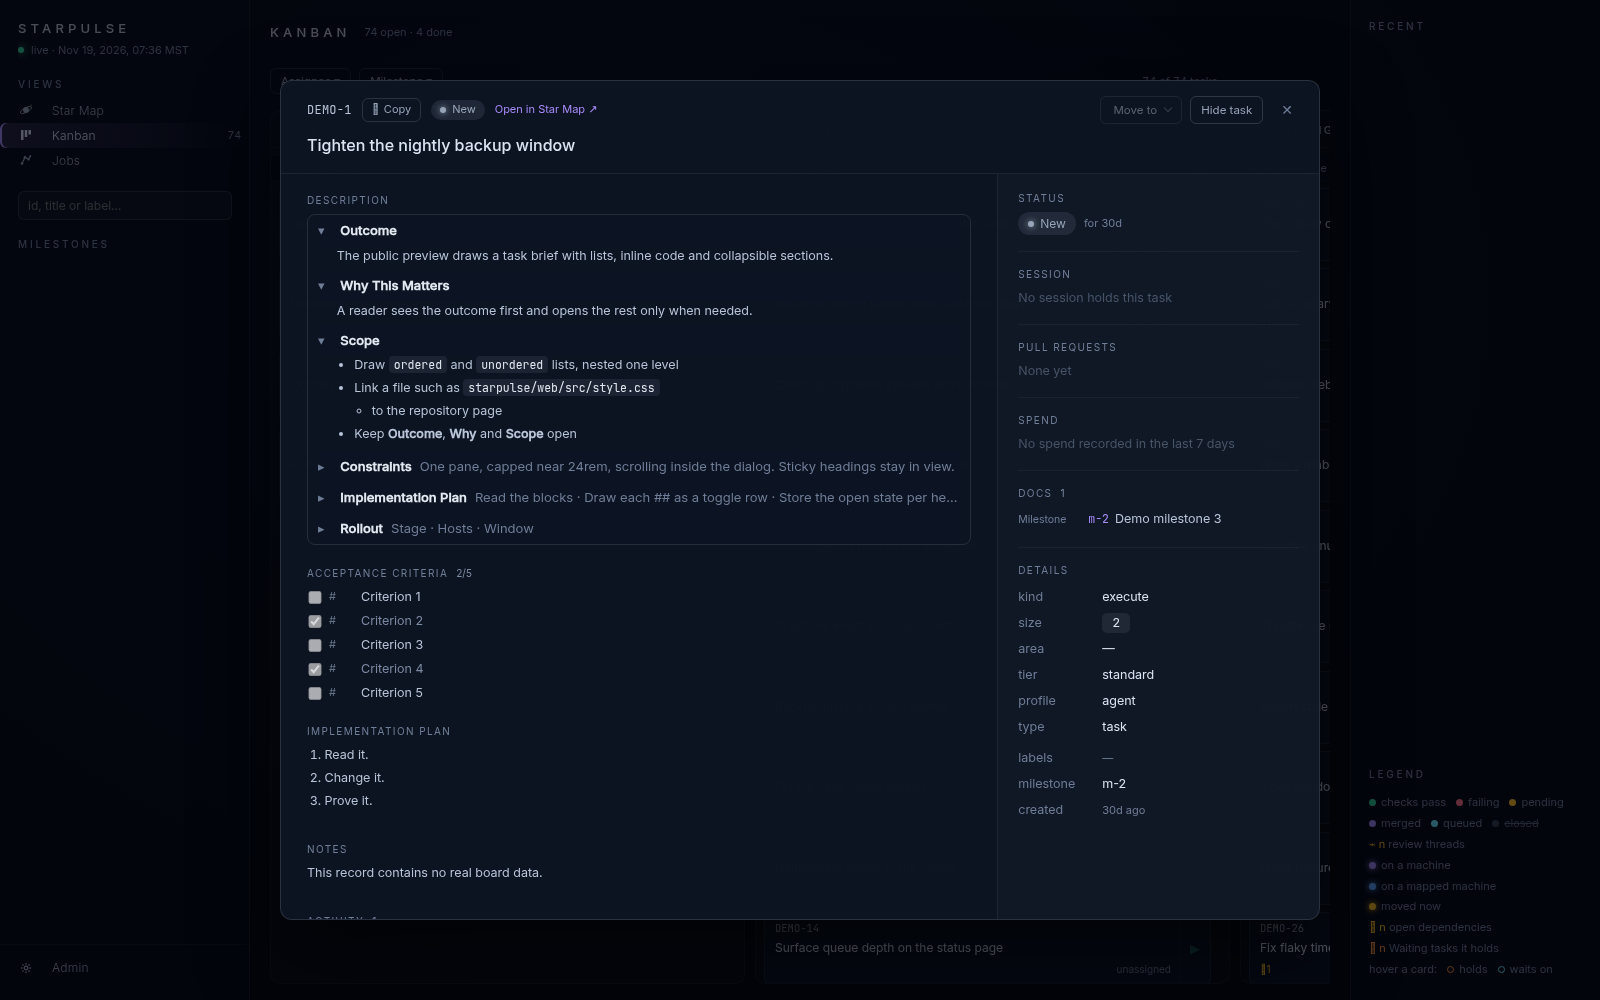 STARPULSE
live · Nov 19, 2026, 07:36 MST
VIEWS
Star Map
Kanban 74
Jobs
id, title or label...
MILESTONES
Admin
KANBAN 74 open · 4 done
DEMO-1 Copy New Open in Star Map ↗ Move to Hide task ✕
Tighten the nightly backup window
DESCRIPTION
Outcome
The public preview draws a task brief with lists, inline code and collapsible sections.
Why This Matters
A reader sees the outcome first and opens the rest only when needed.
Scope
Draw ordered and unordered lists, nested one level
Link a file such as starpulse/web/src/style.css
to the repository page
Keep Outcome, Why and Scope open
Constraints One pane, capped near 24rem, scrolling inside the dialog. Sticky headings stay in view.
Implementation Plan Read the blocks · Draw each ## as a toggle row · Store the open state per he...
Rollout Stage · Hosts · Window
ACCEPTANCE CRITERIA 2/5
# Criterion 1
# Criterion 2
# Criterion 3
# Criterion 4
# Criterion 5
IMPLEMENTATION PLAN
1. Read it.
2. Change it.
3. Prove it.
NOTES
This record contains no real board data.
STATUS
New for 30d
SESSION
No session holds this task
PULL REQUESTS
None yet
SPEND
No spend recorded in the last 7 days
DOCS 1
Milestone m-2 Demo milestone 3
DETAILS
kind execute
size 2
area —
tier standard
profile agent
type task
labels —
milestone m-2
created 30d ago
DEMO-14
Surface queue depth on the status page
unassigned
DEMO-26
Fix flaky time
1
RECENT
LEGEND
checks pass failing pending
merged queued closed
n review threads
on a machine
on a mapped machine
moved now
n open dependencies
n Waiting tasks it holds
hover a card: holds waits on